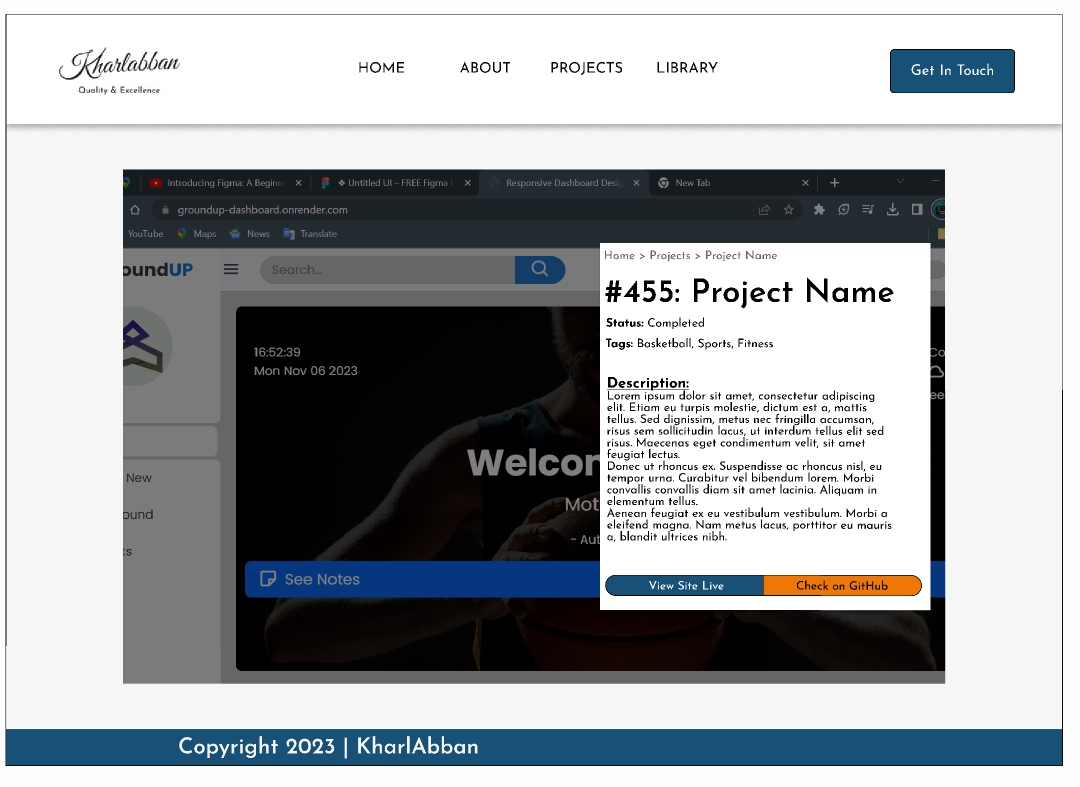 Kharlabban
Quality & Excellence
HOME ABOUT PROJECTS LIBRARY
Get In Touch
Introducing Figma: A Beginn
Untitled UI – FREE Figma
Responsive Dashboard Desig
New Tab
groundup-dashboard.onrender.com
YouTube Maps News Translate
oundUP
Search...
16:52:39
Mon Nov 06 2023
New
ound
ts
Welcor
Mot
- Aut
See Notes
Co
ee
Home > Projects > Project Name
#455: Project Name
Status: Completed
Tags: Basketball, Sports, Fitness
Description:
Lorem ipsum dolor sit amet, consectetur adipiscing
elit. Etiam eu turpis molestie, dictum est a, mattis
tellus. Sed dignissim, metus nec fringilla accumsan,
risus sem sollicitudin lacus, ut interdum tellus elit sed
risus. Maecenas eget condimentum velit, sit amet
feugiat lectus.
Donec ut rhoncus ex. Suspendisse ac rhoncus nisl, eu
tempor urna. Curabitur vel bibendum lorem. Morbi
convallis convallis diam sit amet lacinia. Aliquam in
elementum tellus.
Aenean feugiat ex eu vestibulum vestibulum. Morbi a
eleifend magna. Nam metus lacus, porttitor eu mauris
a, blandit ultrices nibh.
View Site Live
Check on GitHub
Copyright 2023 | KharlAbban